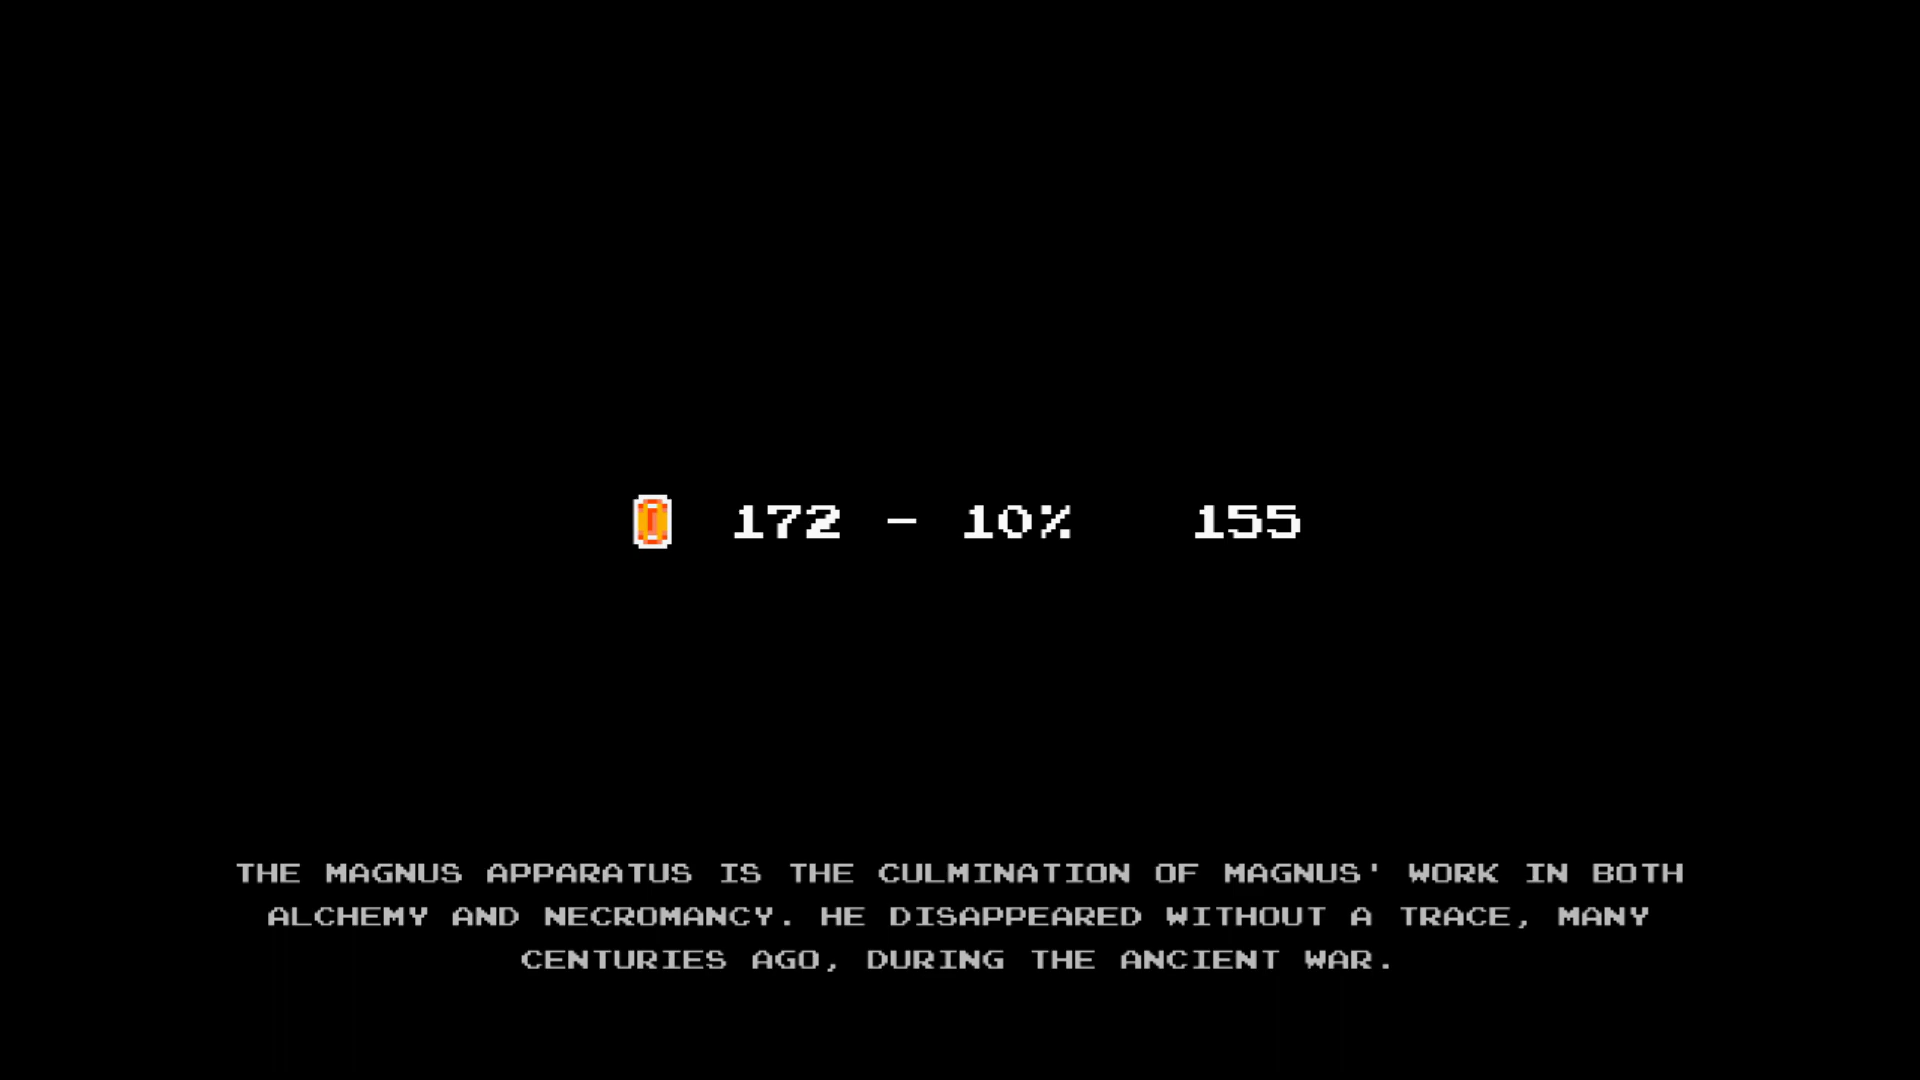 172 - 10% 155
THE MAGNUS APPARATUS IS THE CULMINATION OF MAGNUS' WORK IN BOTH
ALCHEMY AND NECROMANCY. HE DISAPPEARED WITHOUT A TRACE, MANY
CENTURIES AGO, DURING THE ANCIENT WAR.